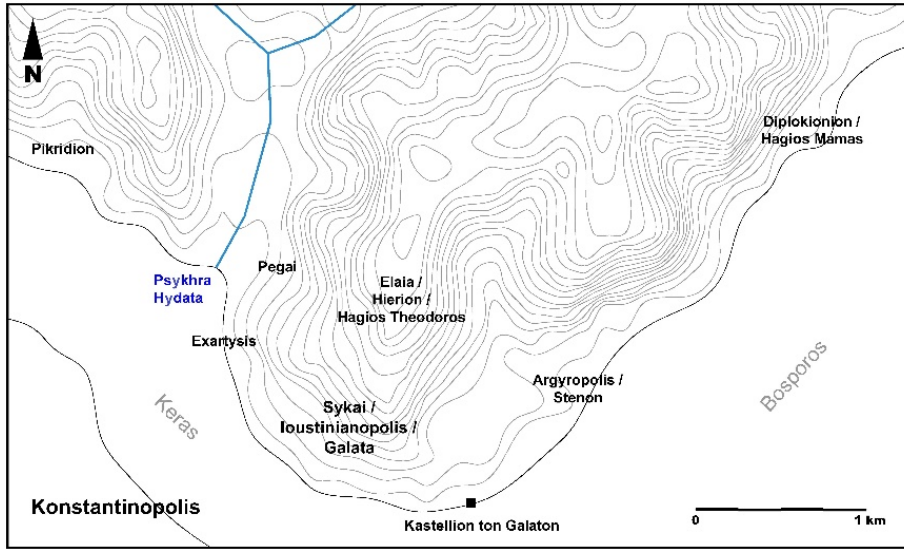 N
Pikridion
Diplokionion /
Hagios Mamas
Psykhra
Hydata
Pegai
Elaia /
Hierion /
Hagios Theodoros
Exartysis
Argyropolis /
Stenon
Keras
Bosporos
Sykai /
Ioustinianopolis /
Galata
Konstantinopolis
Kastellion ton Galaton
0 1 km